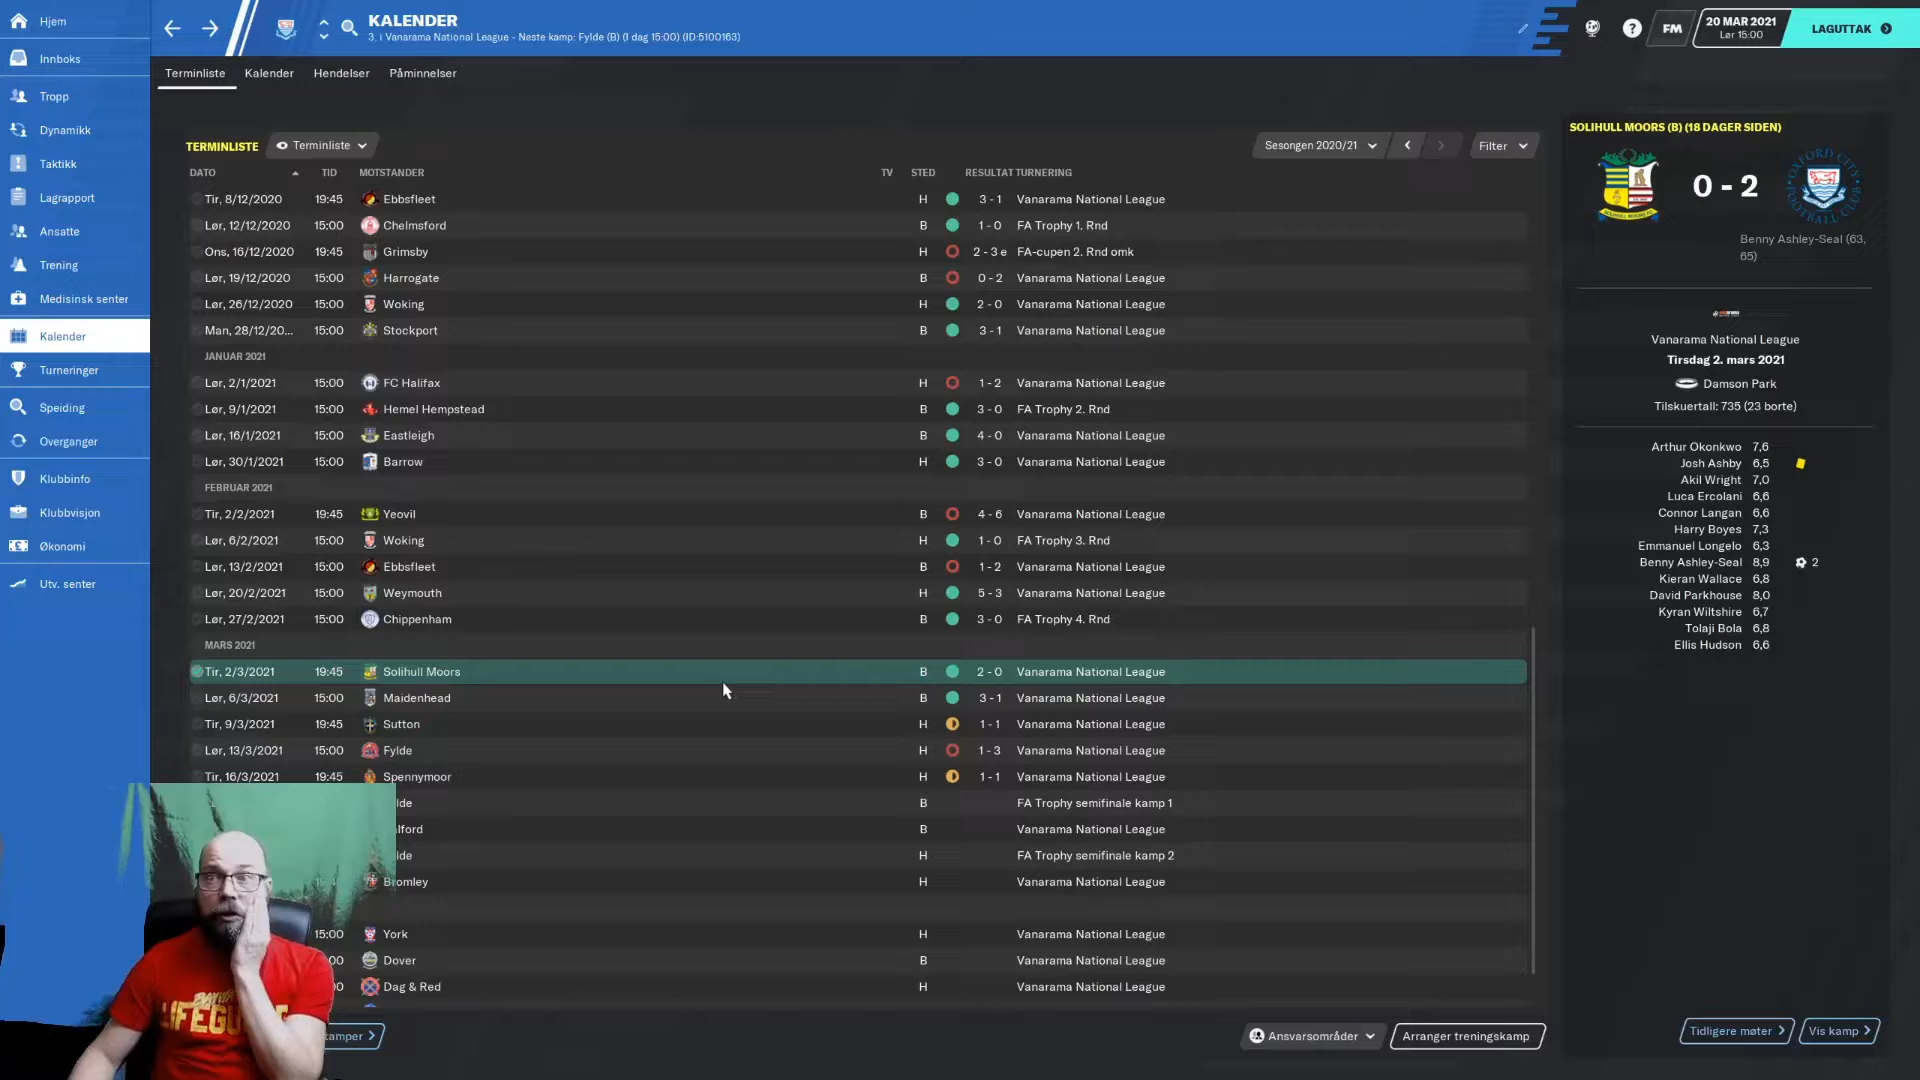 Hjem
Innboks
Tropp
Dynamikk
Taktikk
Lagrapport
Ansatte
Trening
Medisinsk senter
Kalender
Turneringer
Speiding
Overganger
Klubbinfo
Klubbvisjon
Økonomi
Utv. senter
KALENDER
3. i Vanarama National League - Neste kamp: Fylde (B) (I dag 15:00) (ID:5100163)
FM
20 MAR 2021
Lør 15:00
LAGUTTAK
Terminliste Kalender Hendelser Påminnelser
TERMINLISTE Terminliste Sesongen 2020/21 Filter
DATO TID MOTSTANDER TV STED RESULTAT TURNERING
Tir, 8/12/2020 19:45 Ebbsfleet H 3 - 1 Vanarama National League
Lør, 12/12/2020 15:00 Chelmsford B 1 - 0 FA Trophy 1. Rnd
Ons, 16/12/2020 19:45 Grimsby H 2 - 3 e FA-cupen 2. Rnd omk
Lør, 19/12/2020 15:00 Harrogate B 0 - 2 Vanarama National League
Lør, 26/12/2020 15:00 Woking H 2 - 0 Vanarama National League
Man, 28/12/20... 15:00 Stockport B 3 - 1 Vanarama National League
JANUAR 2021
Lør, 2/1/2021 15:00 FC Halifax H 1 - 2 Vanarama National League
Lør, 9/1/2021 15:00 Hemel Hempstead B 3 - 0 FA Trophy 2. Rnd
Lør, 16/1/2021 15:00 Eastleigh B 4 - 0 Vanarama National League
Lør, 30/1/2021 15:00 Barrow H 3 - 0 Vanarama National League
FEBRUAR 2021
Tir, 2/2/2021 19:45 Yeovil B 4 - 6 Vanarama National League
Lør, 6/2/2021 15:00 Woking H 1 - 0 FA Trophy 3. Rnd
Lør, 13/2/2021 15:00 Ebbsfleet B 1 - 2 Vanarama National League
Lør, 20/2/2021 15:00 Weymouth H 5 - 3 Vanarama National League
Lør, 27/2/2021 15:00 Chippenham B 3 - 0 FA Trophy 4. Rnd
MARS 2021
Tir, 2/3/2021 19:45 Solihull Moors B 2 - 0 Vanarama National League
Lør, 6/3/2021 15:00 Maidenhead B 3 - 1 Vanarama National League
Tir, 9/3/2021 19:45 Sutton H 1 - 1 Vanarama National League
Lør, 13/3/2021 15:00 Fylde H 1 - 3 Vanarama National League
Tir, 16/3/2021 19:45 Spennymoor H 1 - 1 Vanarama National League
lde B FA Trophy semifinale kamp 1
lford B Vanarama National League
lde H FA Trophy semifinale kamp 2
Bromley H Vanarama National League
15:00 York H Vanarama National League
00 Dover B Vanarama National League
0 Dag & Red H Vanarama National League
kamper
Ansvarsområder
Arranger treningskamp
SOLIHULL MOORS (B) (18 DAGER SIDEN)
0 - 2
OXFORD CITY FOOTBALL CLUB
Benny Ashley-Seal (63,
65)
Vanarama National League
Tirsdag 2. mars 2021
Damson Park
Tilskuertall: 735 (23 borte)
Arthur Okonkwo 7,6
Josh Ashby 6,5
Akil Wright 7,0
Luca Ercolani 6,6
Connor Langan 6,6
Harry Boyes 7,3
Emmanuel Longelo 6,3
Benny Ashley-Seal 8,9 2
Kieran Wallace 6,8
David Parkhouse 8,0
Kyran Wiltshire 6,7
Tolaji Bola 6,8
Ellis Hudson 6,6
Tidligere møter
Vis kamp